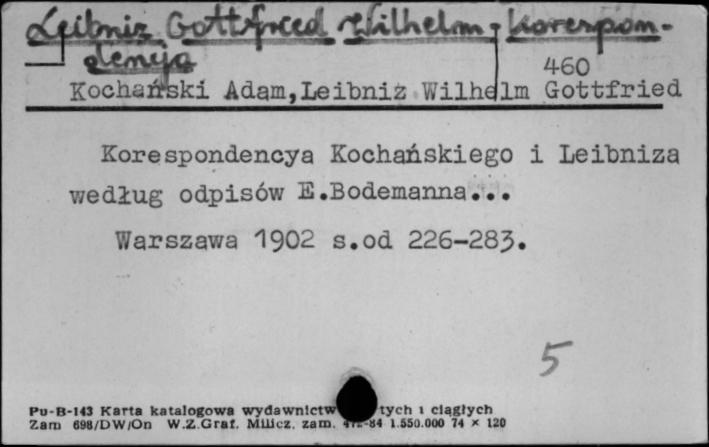 Leibniz Gottfried Wilhelm, Korespon-
dencja
460
Kochański Adam,Leibniz Wilhelm Gottfried
Korespondencya Kochańskiego i Leibniza
według odpisów E.Bodemanna...
Warszawa 1902 s.od 226-283.
5
Pu-B-143 Karta katalogowa wydawnictw tych i ciągłych
Zam 698/DW/On W.Z.Graf. Milicz, zam. 84 1.550.000 74 × 120